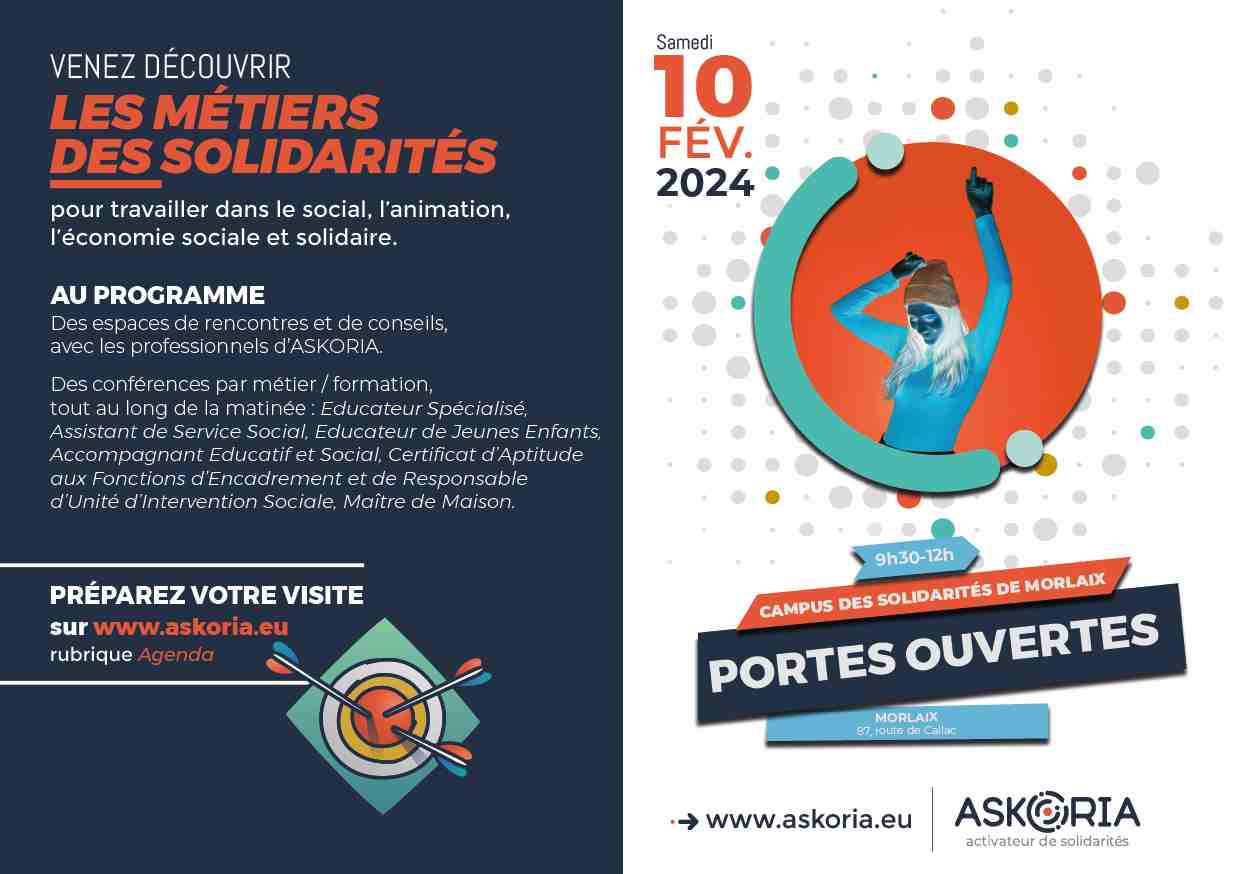 VENEZ DÉCOUVRIR
LES MÉTIERS
DES SOLIDARITÉS
pour travailler dans le social, l'animation,
l'économie sociale et solidaire.
AU PROGRAMME
Des espaces de rencontres et de conseils,
avec les professionnels d'ASKORIA.
Des conférences par métier / formation,
tout au long de la matinée : Educateur Spécialisé,
Assistant de Service Social, Educateur de Jeunes Enfants,
Accompagnant Educatif et Social, Certificat d'Aptitude
aux Fonctions d'Encadrement et de Responsable
d'Unité d'Intervention Sociale, Maître de Maison.
PRÉPAREZ VOTRE VISITE
sur www.askoria.eu
rubrique Agenda
Samedi
10
FÉV.
2024
9h30-12h
CAMPUS DES SOLIDARITÉS DE MORLAIX
PORTES OUVERTES
MORLAIX
87, route de Callac
www.askoria.eu
ASKORIA
activateur de solidarités